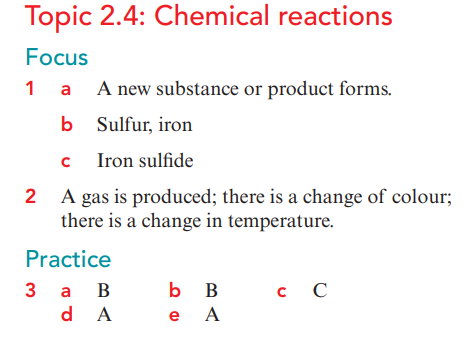 Topic 2.4: Chemical reactions
Focus
1 a A new substance or product forms.
b Sulfur, iron
c Iron sulfide
2 A gas is produced; there is a change of colour;
there is a change in temperature.
Practice
3 a B b B c C
d A e A